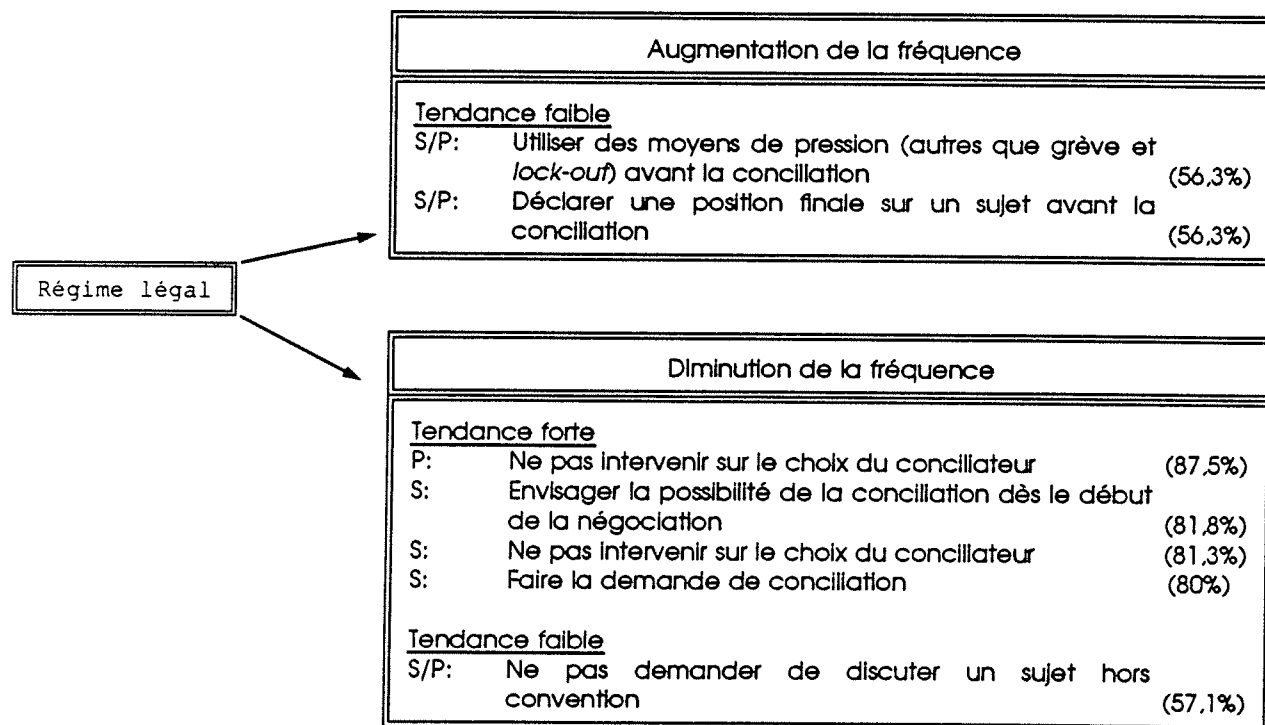 Augmentation de la fréquence
Tendance faible
S/P: Utiliser des moyens de pression (autres que grève et
lock-out) avant la conciliation (56,3%)
S/P: Déclarer une position finale sur un sujet avant la
conciliation (56,3%)
Régime légal
Diminution de la fréquence
Tendance forte
P: Ne pas intervenir sur le choix du conciliateur (87,5%)
S: Envisager la possibilité de la conciliation dès le début
de la négociation (81,8%)
S: Ne pas intervenir sur le choix du conciliateur (81,3%)
S: Faire la demande de conciliation (80%)
Tendance faible
S/P: Ne pas demander de discuter un sujet hors
convention (57,1%)